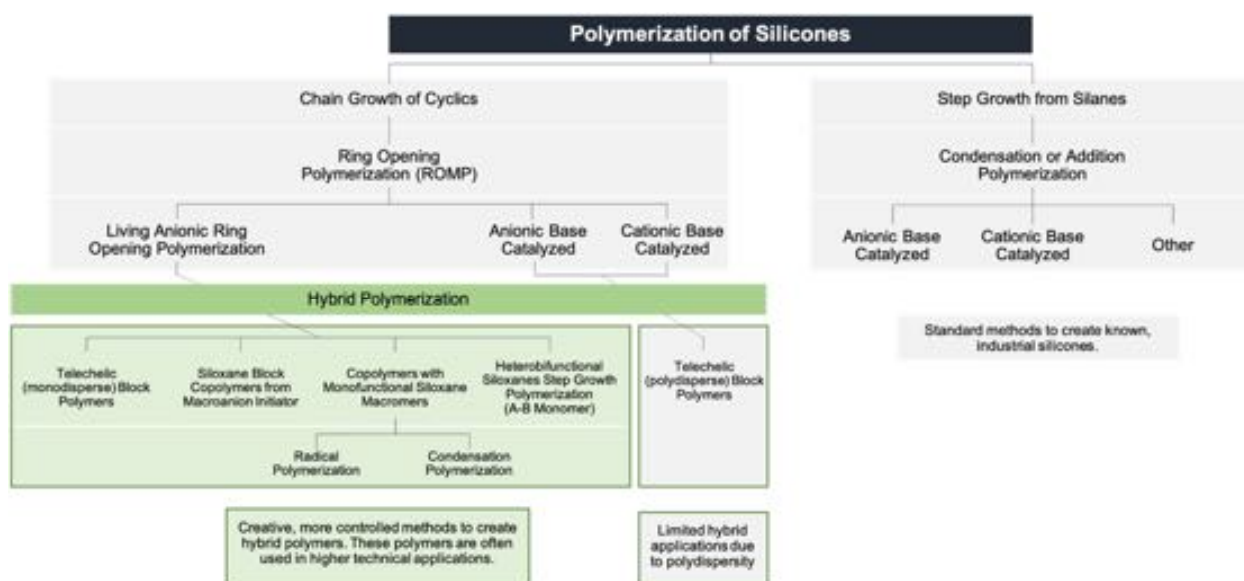 Polymerization of Silicones
Chain Growth of Cyclics
Step Growth from Silanes
Ring Opening
Polymerization (ROMP)
Condensation or Addition
Polymerization
Living Anionic Ring
Opening Polymerization
Anionic Base
Catalyzed
Cationic Base
Catalyzed
Anionic Base
Catalyzed
Cationic Base
Catalyzed
Other
Hybrid Polymerization
Telechelic
(monodisperse) Block
Polymers
Siloxane Block
Copolymers from
Macroanion Initiator
Copolymers with
Monofunctional Siloxane
Macromers
Heterobifunctional
Siloxanes Step Growth
Polymerization
(A-B Monomer)
Telechelic
(polydisperse) Block
Polymers
Standard methods to create known,
industrial silicones.
Radical
Polymerization
Condensation
Polymerization
Creative, more controlled methods to create
hybrid polymers. These polymers are often
used in higher technical applications.
Limited hybrid
applications due
to polydispersity